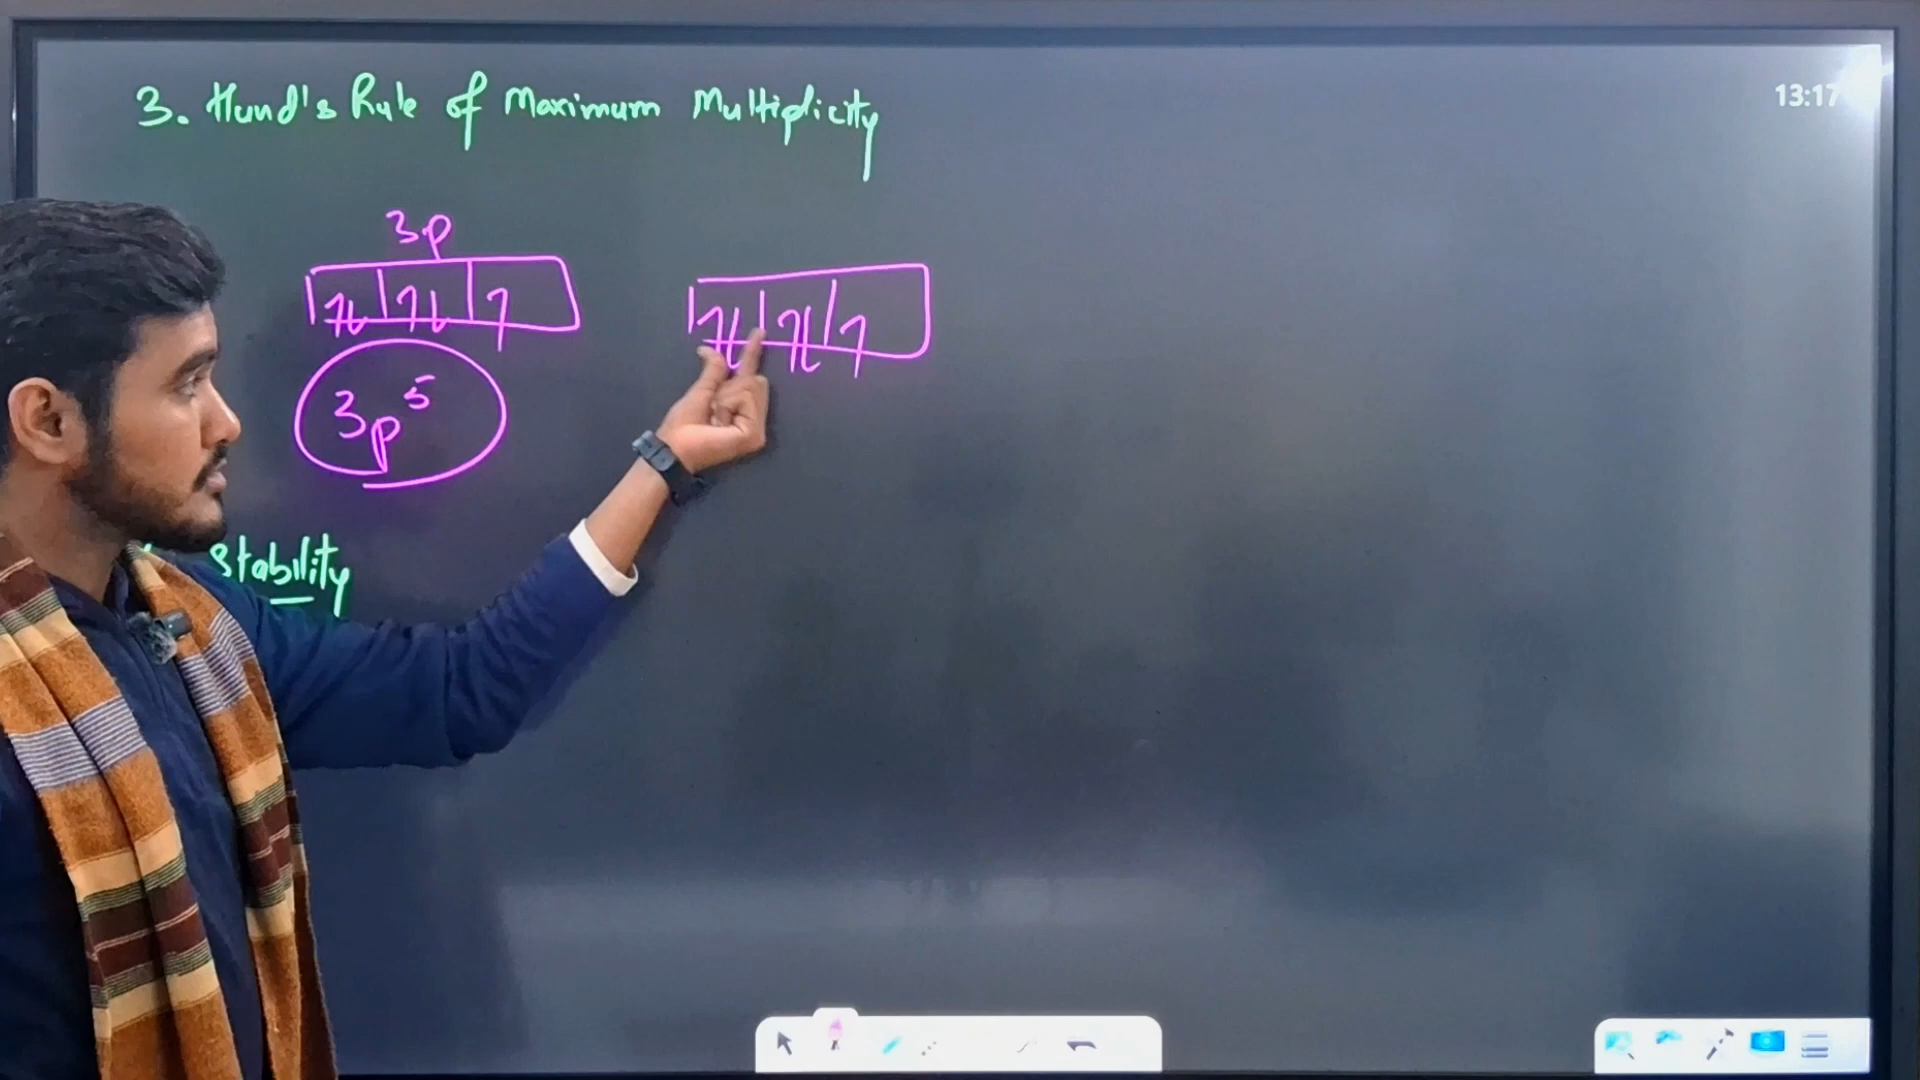 3. Hund's Rule of Maximum Multiplicity
13:17
3p
3p⁵
Stability